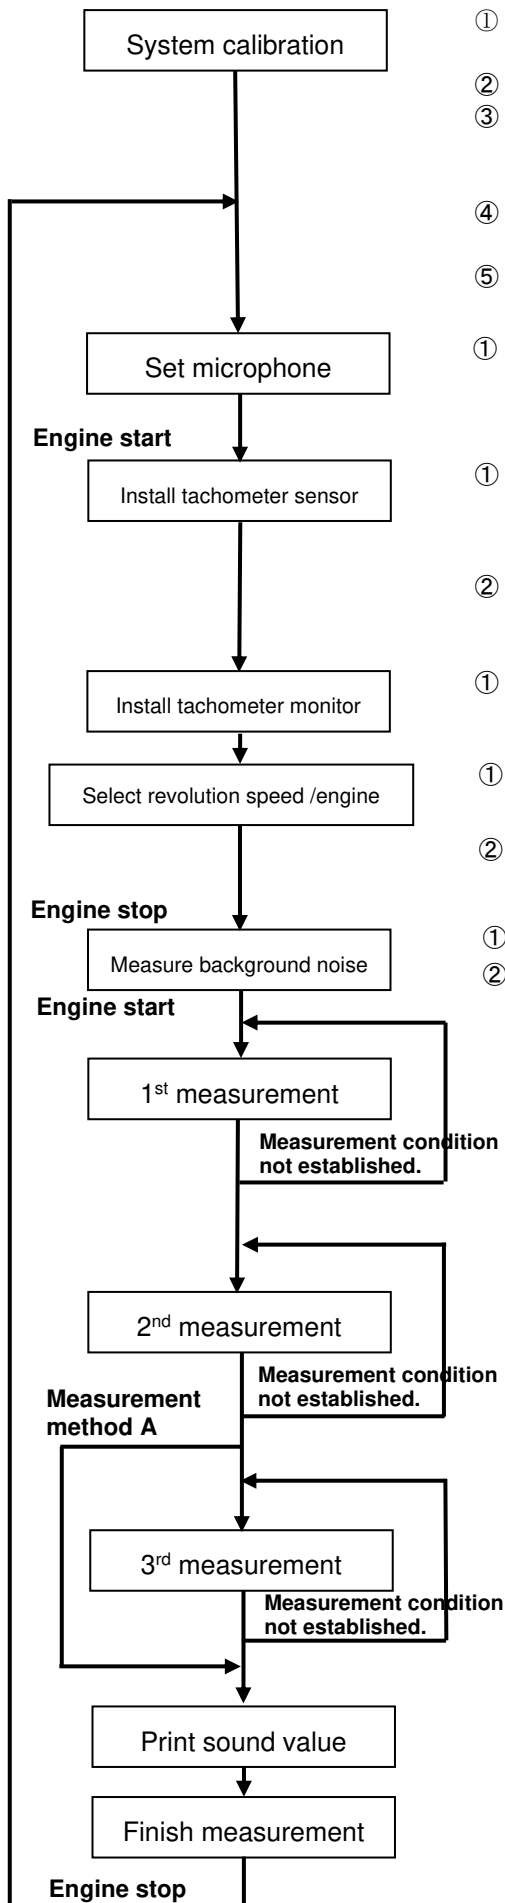 ①
System calibration
②
③
④
⑤
①
Set microphone
Engine start
①
Install tachometer sensor
②
①
Install tachometer monitor
①
Select revolution speed /engine
②
Engine stop
①
Measure background noise
②
Engine start
1st measurement
Measurement condition
not established.
2nd measurement
Measurement condition
not established.
Measurement
method A
3rd measurement
Measurement condition
not established.
Print sound value
Finish measurement
Engine stop